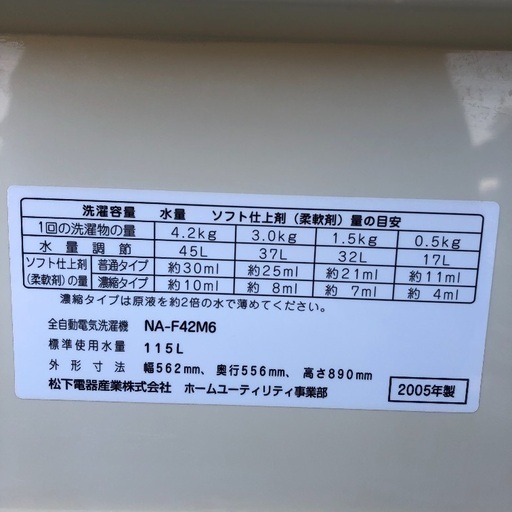 洗濯容量 水量 ソフト仕上剤(柔軟剤)量の目安
1回の洗濯物の量 4.2kg 3.0kg 1.5kg 0.5kg
水量調節 45L 37L 32L 17L
ソフト仕上剤 普通タイプ 約30ml 約25ml 約21ml 約11ml
(柔軟剤)の量 濃縮タイプ 約10ml 約 8ml 約 7ml 約 4ml
濃縮タイプは原液を約2倍の水で薄めてください。
全自動電気洗濯機 NA-F42M6
標準使用水量 115L
外形寸法 幅562mm、奥行556mm、高さ890mm
松下電器産業株式会社 ホームユーティリティ事業部 2005年製